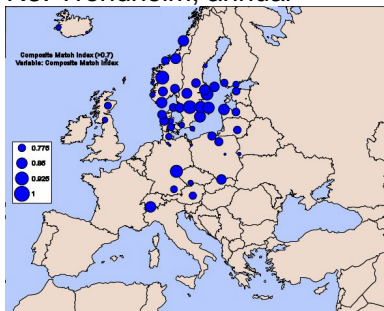 Composite Match Index (>0.7)
Variable: Composite Match Index
0.775
0.85
0.925
1